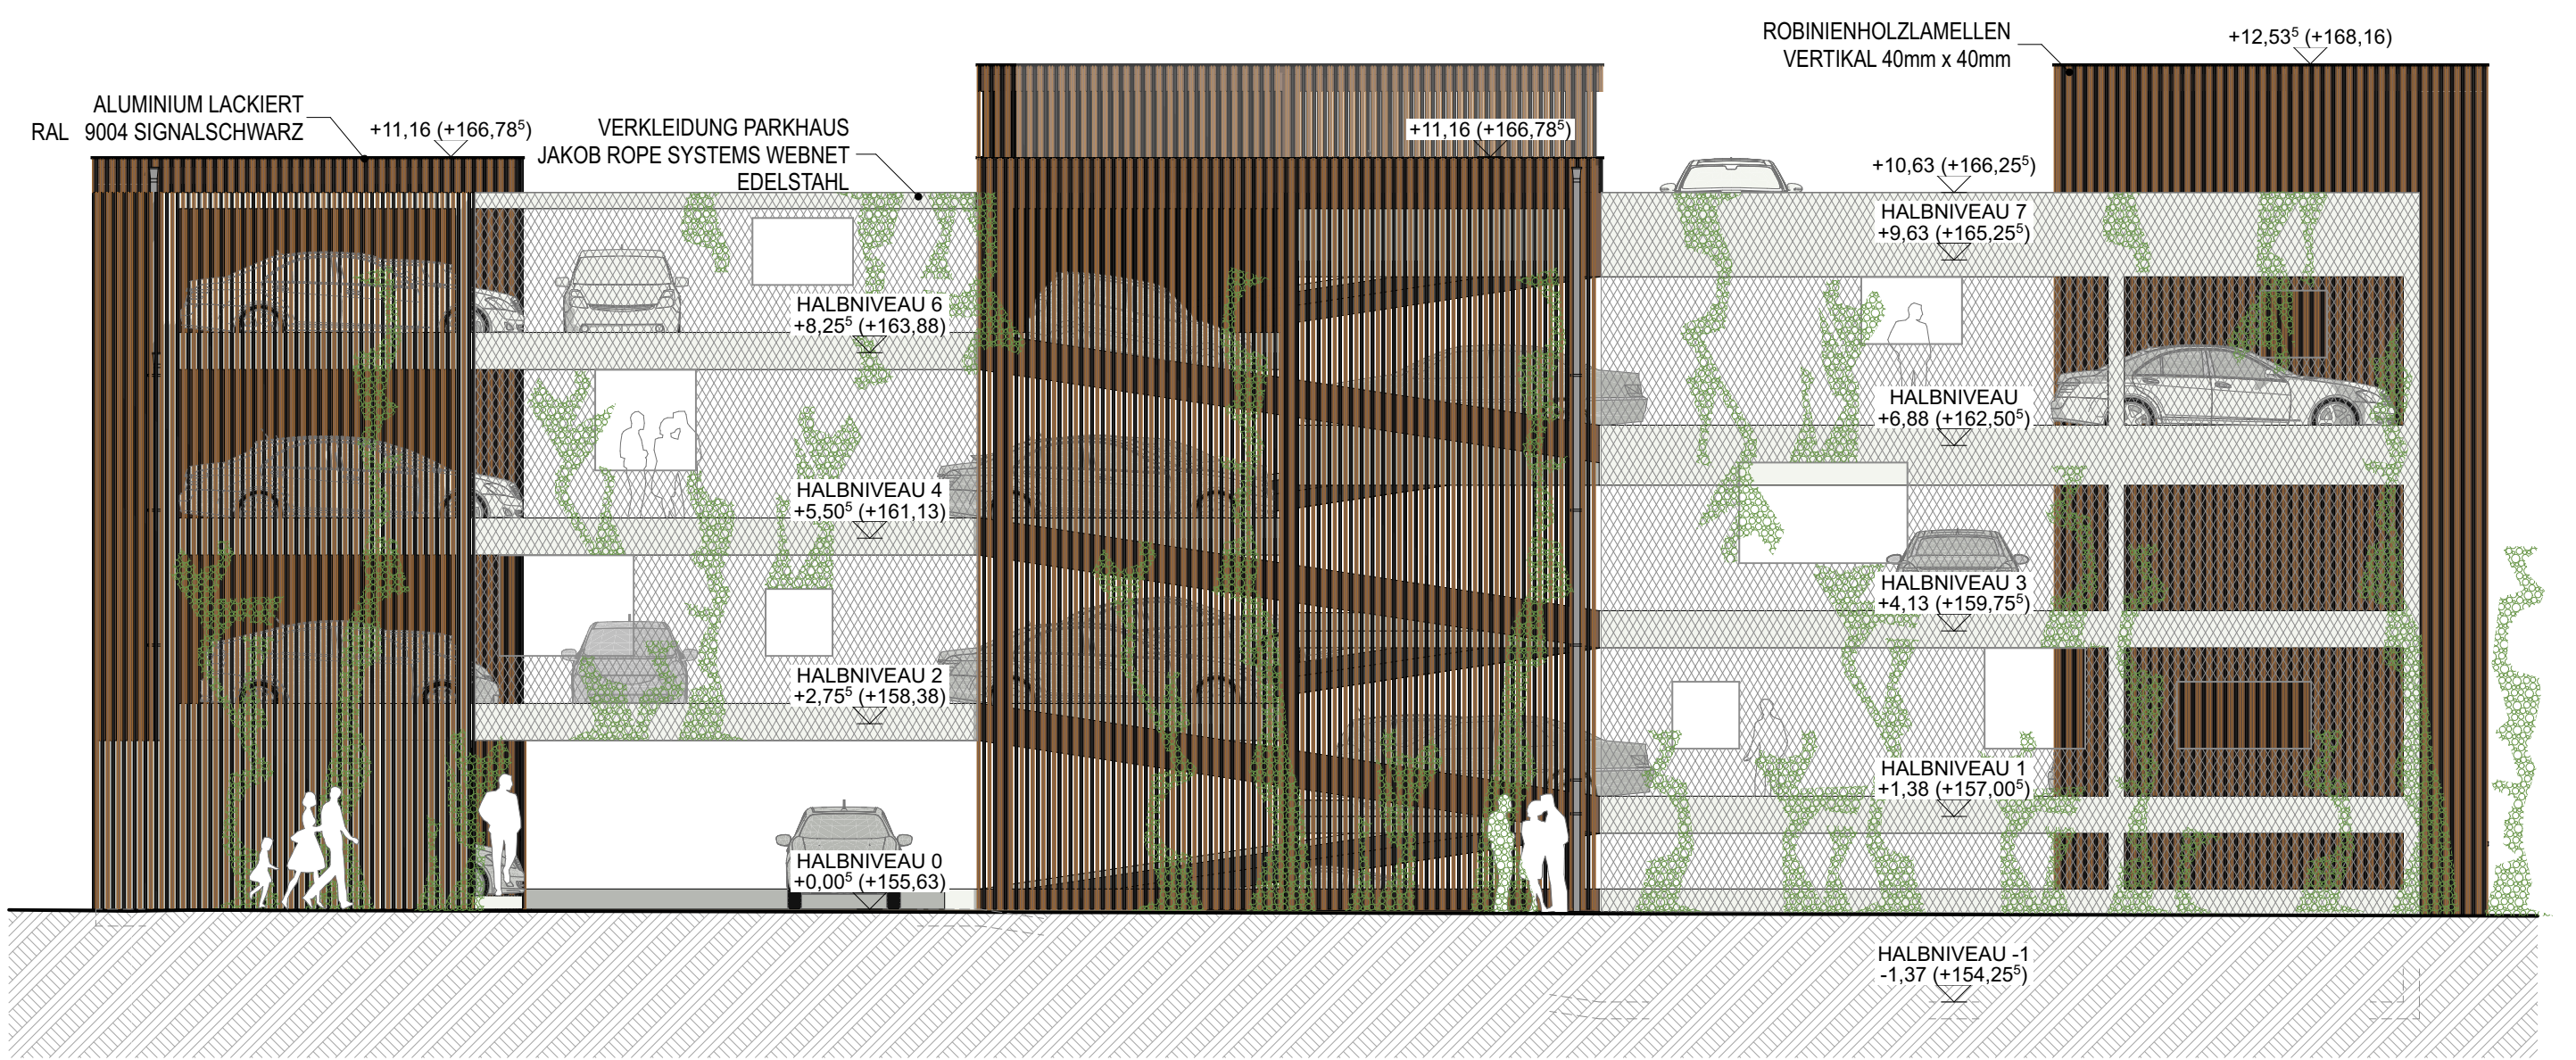 ROBINIENHOLZLAMELLEN
VERTIKAL 40mm x 40mm
+12,53⁵ (+168,16)
ALUMINIUM LACKIERT
RAL 9004 SIGNALSCHWARZ
+11,16 (+166,78⁵)
VERKLEIDUNG PARKHAUS
JAKOB ROPE SYSTEMS WEBNET
EDELSTAHL
+11,16 (+166,78⁵)
+10,63 (+166,25⁵)
HALBNIVEAU 7
+9,63 (+165,25⁵)
HALBNIVEAU 6
+8,25⁵ (+163,88)
HALBNIVEAU
+6,88 (+162,50⁵)
HALBNIVEAU 4
+5,50⁵ (+161,13)
HALBNIVEAU 3
+4,13 (+159,75⁵)
HALBNIVEAU 2
+2,75⁵ (+158,38)
HALBNIVEAU 1
+1,38 (+157,00⁵)
HALBNIVEAU 0
+0,00⁵ (+155,63)
HALBNIVEAU -1
-1,37 (+154,25⁵)